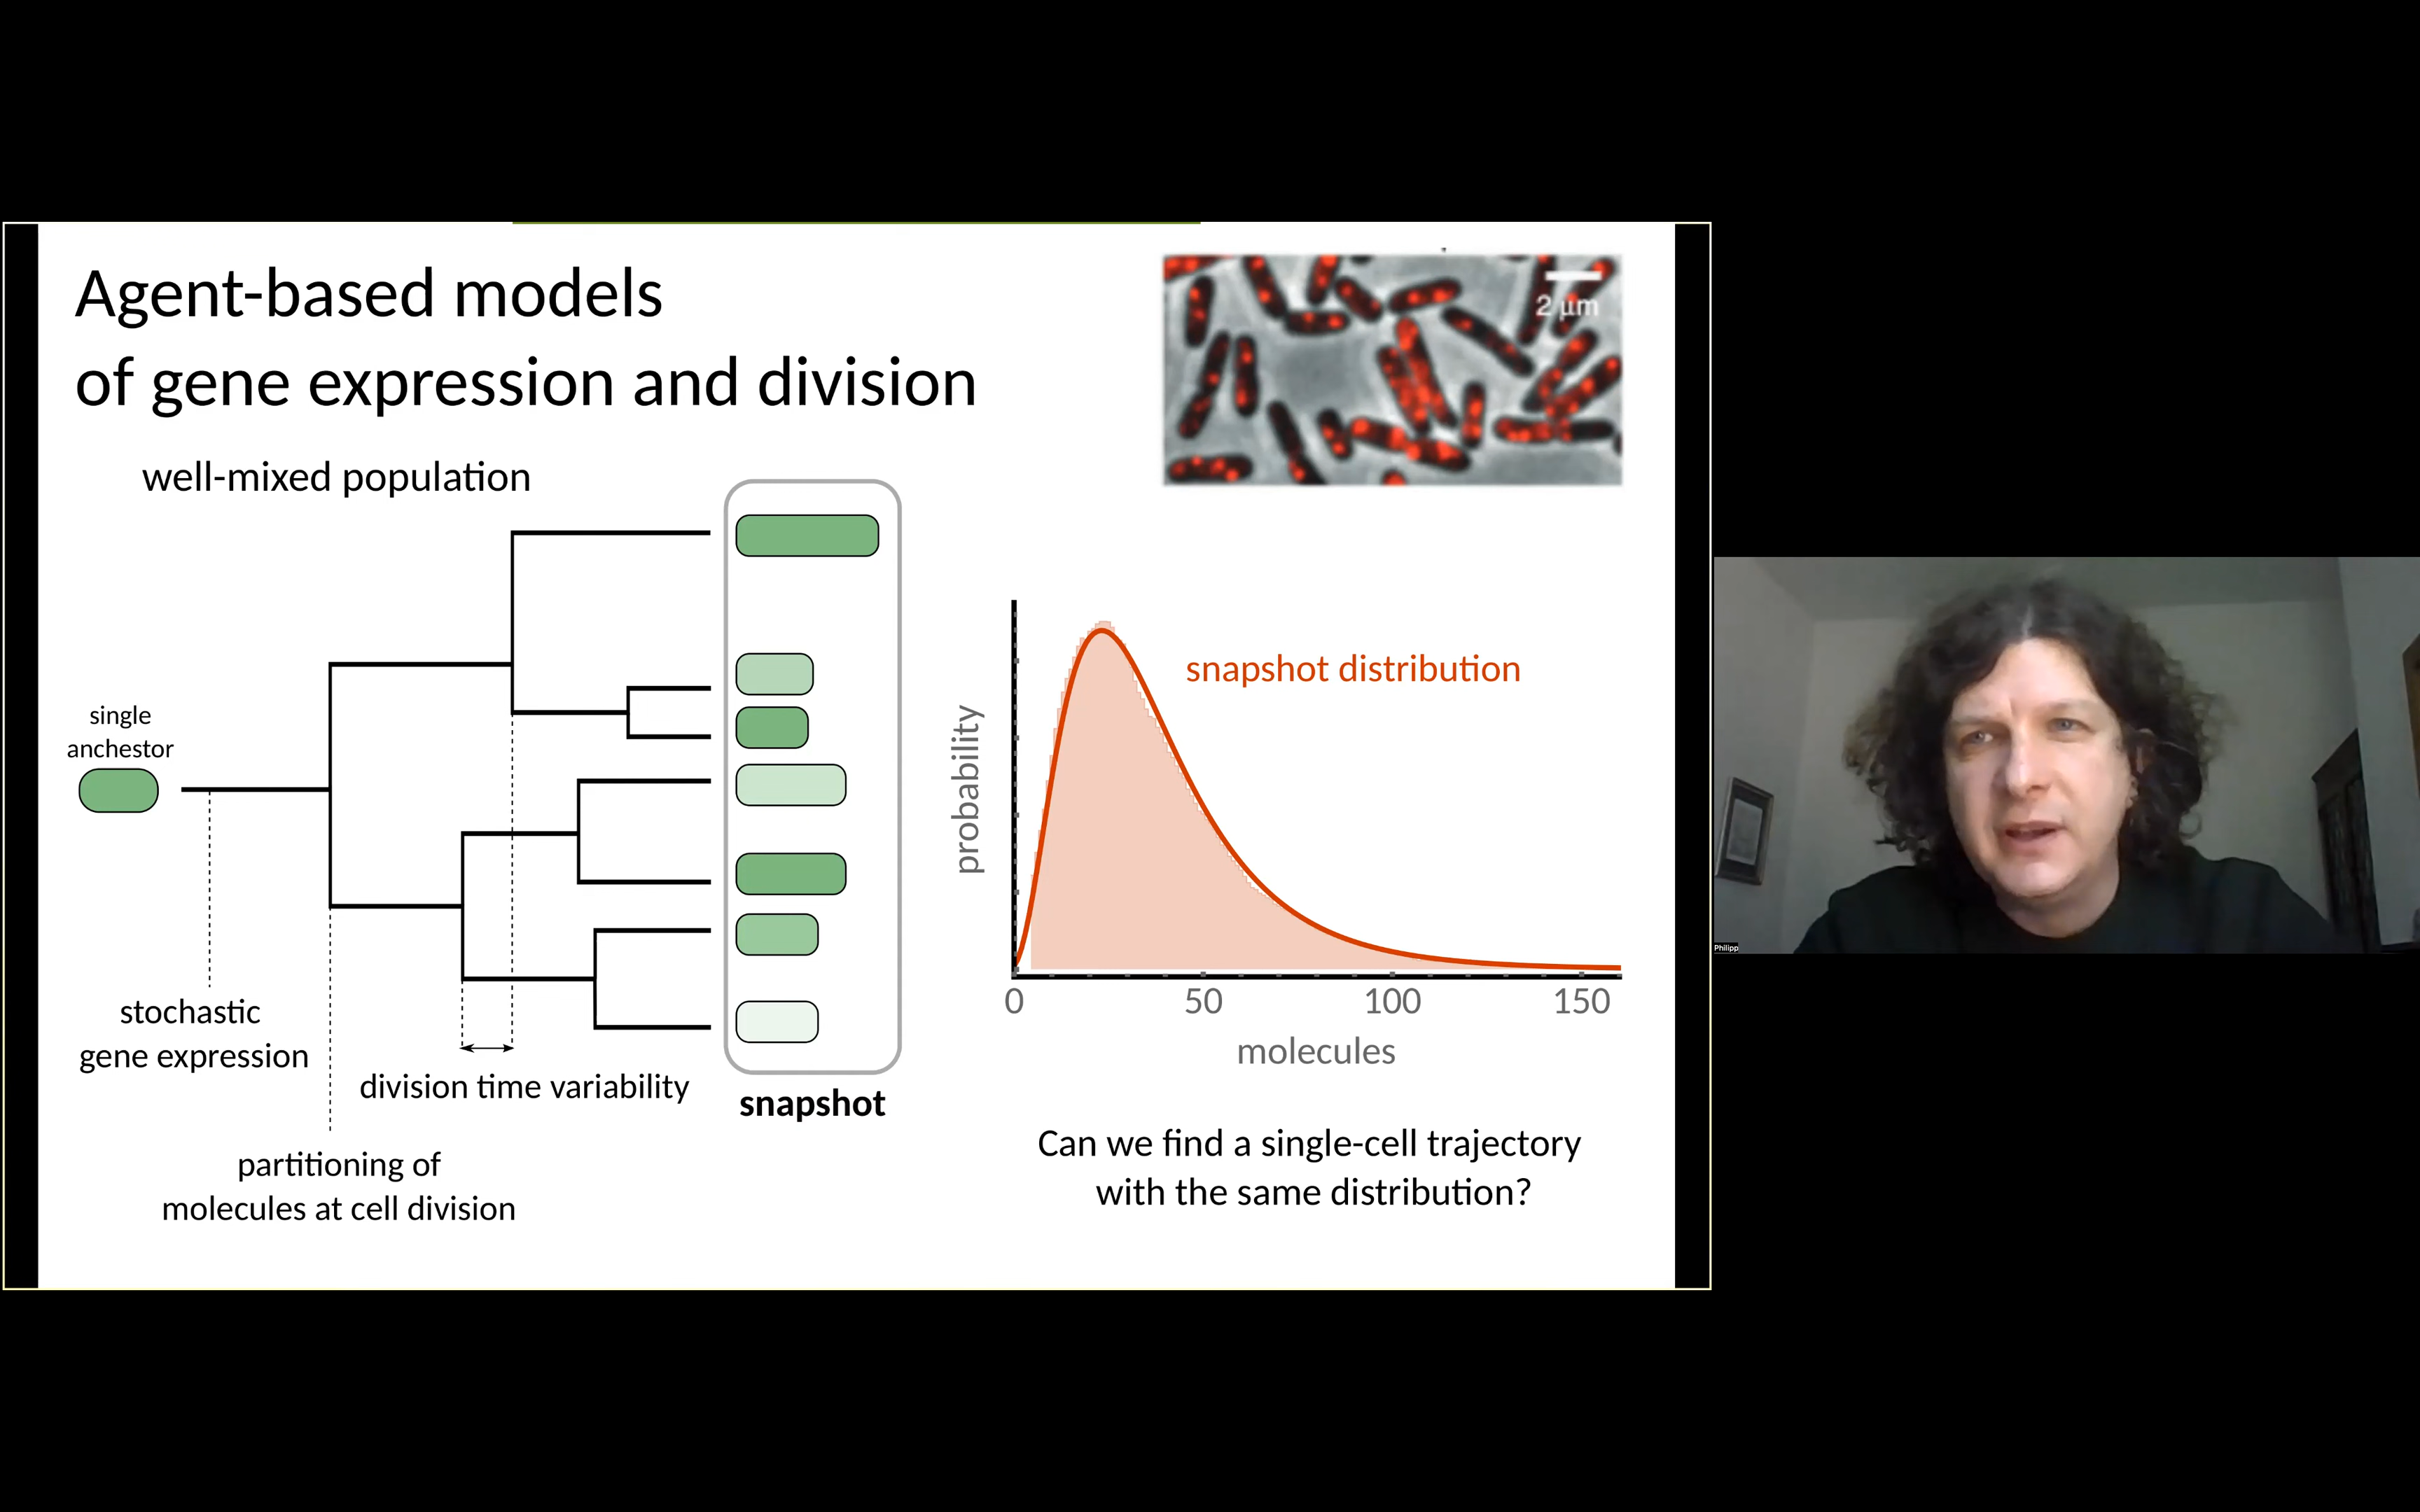 Agent-based models
of gene expression and division
2 µm
well-mixed population
single
anchestor
stochastic
gene expression
division time variability
partitioning of
molecules at cell division
snapshot
snapshot distribution
probability
0 50 100 150
molecules
Can we find a single-cell trajectory
with the same distribution?
Philipp